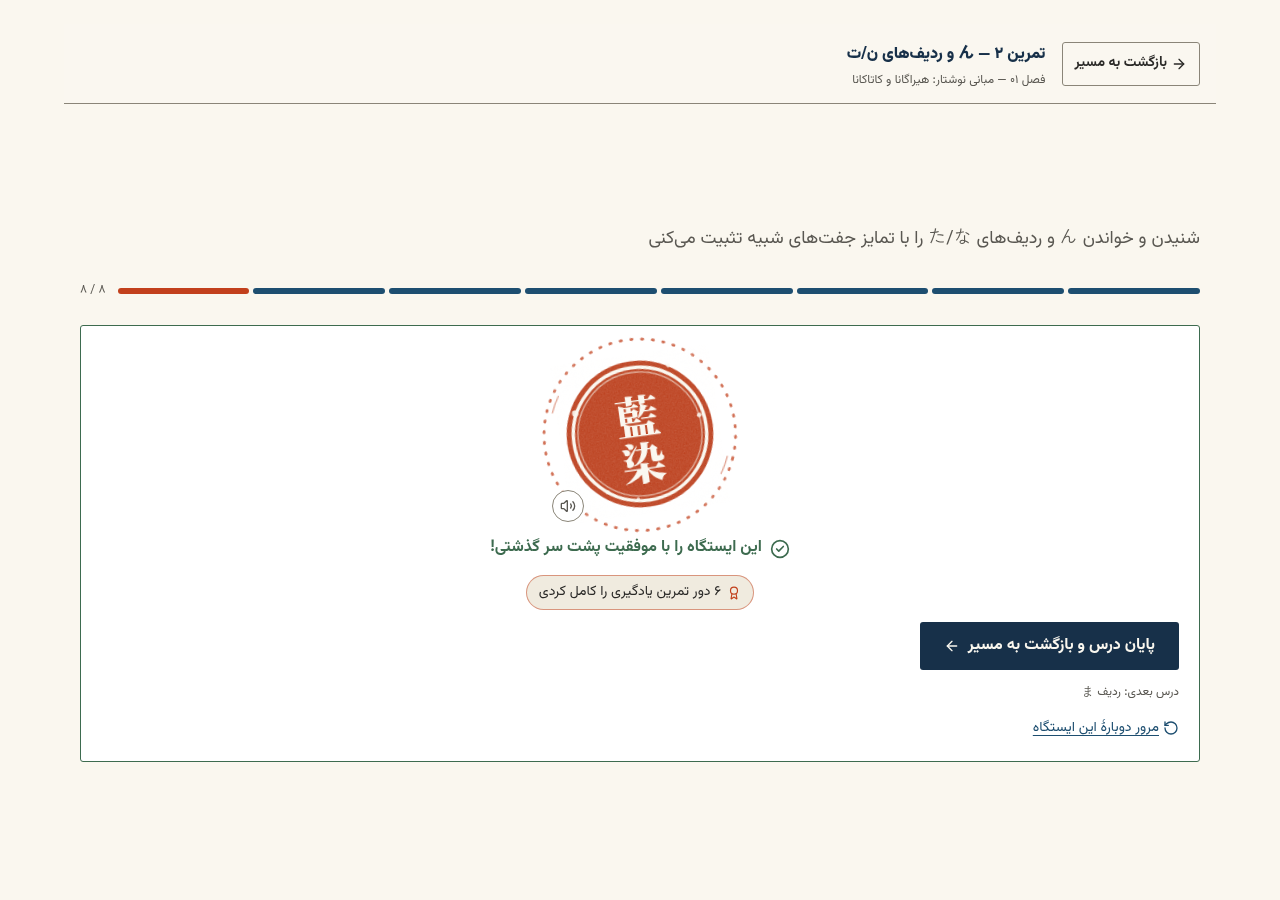 بازگشت به مسیر
تمرین ۲ — ん و ردیف‌های ن/ت
فصل ۰۱ — مبانی نوشتار: هیراگانا و کاتاکانا
شنیدن و خواندن ん و ردیف‌های た/な را با تمایز جفت‌های شبیه تثبیت می‌کنی
۸ / ۸
藍染
این ایستگاه را با موفقیت پشت سر گذشتی!
۶ دور تمرین یادگیری را کامل کردی
پایان درس و بازگشت به مسیر
درس بعدی: ردیف ま
مرور دوبارهٔ این ایستگاه